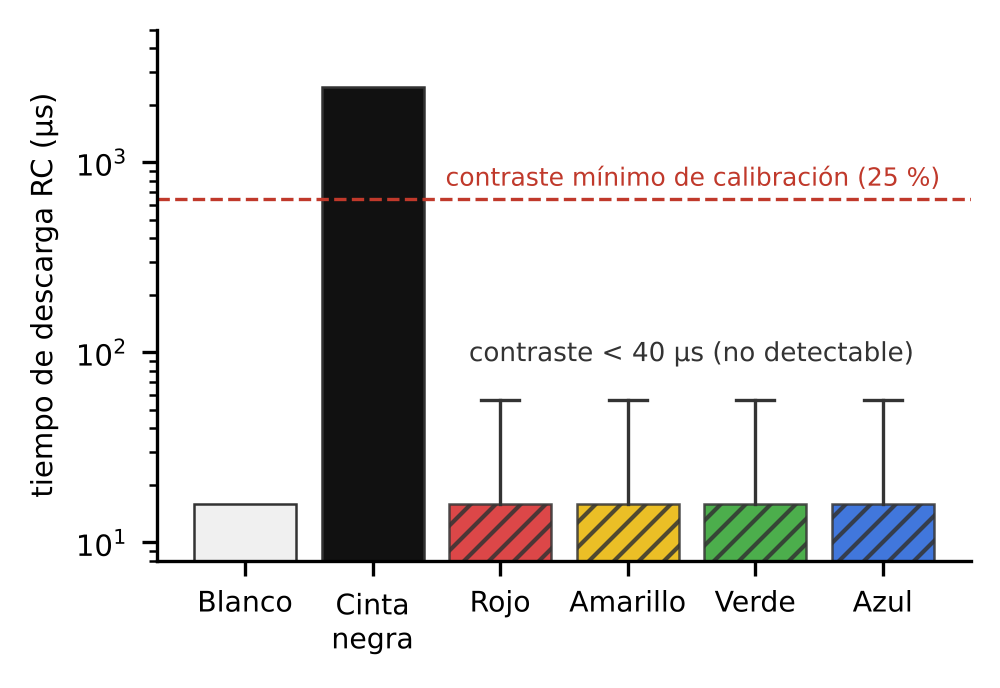 tiempo de descarga RC (µs)
10³
10²
10¹
contraste mínimo de calibración (25 %)
contraste < 40 µs (no detectable)
Blanco
Cinta
negra
Rojo
Amarillo
Verde
Azul